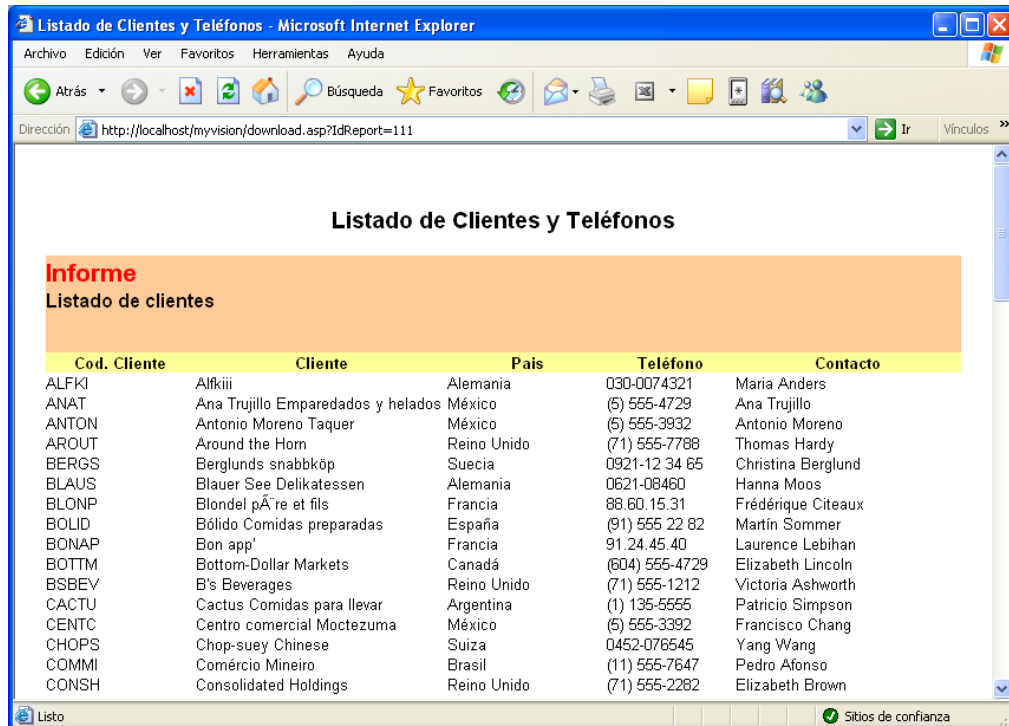 Listado de Clientes y Teléfonos - Microsoft Internet Explorer
Archivo Edición Ver Favoritos Herramientas Ayuda
Atrás Búsqueda Favoritos
Dirección http://localhost/myvision/download.asp?IdReport=111 Ir Vínculos »
Listado de Clientes y Teléfonos
Informe
Listado de clientes
Cod. Cliente Cliente Pais Teléfono Contacto
ALFKI Alfkiii Alemania 030-0074321 Maria Anders
ANAT Ana Trujillo Emparedados y helados México (5) 555-4729 Ana Trujillo
ANTON Antonio Moreno Taquer México (5) 555-3932 Antonio Moreno
AROUT Around the Horn Reino Unido (71) 555-7788 Thomas Hardy
BERGS Berglunds snabbköp Suecia 0921-12 34 65 Christina Berglund
BLAUS Blauer See Delikatessen Alemania 0621-08460 Hanna Moos
BLONP Blondel pÃ¨re et fils Francia 88.60.15.31 Frédérique Citeaux
BOLID Bólido Comidas preparadas España (91) 555 22 82 Martín Sommer
BONAP Bon app' Francia 91.24.45.40 Laurence Lebihan
BOTTM Bottom-Dollar Markets Canadá (604) 555-4729 Elizabeth Lincoln
BSBEV B's Beverages Reino Unido (71) 555-1212 Victoria Ashworth
CACTU Cactus Comidas para llevar Argentina (1) 135-5555 Patricio Simpson
CENTC Centro comercial Moctezuma México (5) 555-3392 Francisco Chang
CHOPS Chop-suey Chinese Suiza 0452-076545 Yang Wang
COMMI Comércio Mineiro Brasil (11) 555-7647 Pedro Afonso
CONSH Consolidated Holdings Reino Unido (71) 555-2282 Elizabeth Brown
Listo Sitios de confianza